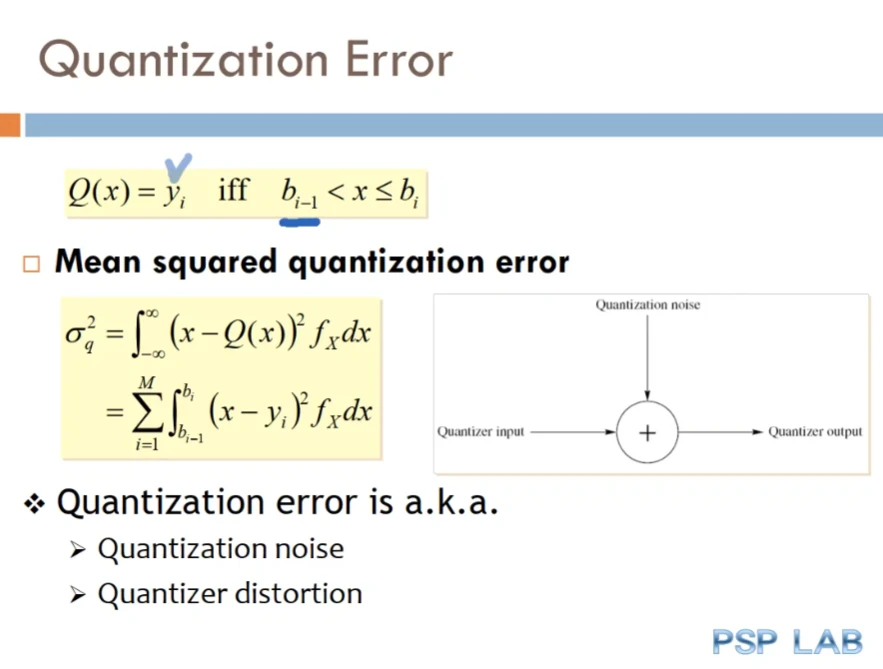 Quantization Error
Q(x) = y_i iff b_{i-1} < x ≤ b_i
Mean squared quantization error
σ_q^2 = ∫_{-∞}^{∞} (x − Q(x))^2 f_X dx
= ∑_{i=1}^{M} ∫_{b_{i-1}}^{b_i} (x − y_i)^2 f_X dx
Quantization noise
Quantizer input
+
Quantizer output
Quantization error is a.k.a.
Quantization noise
Quantizer distortion
PSP LAB